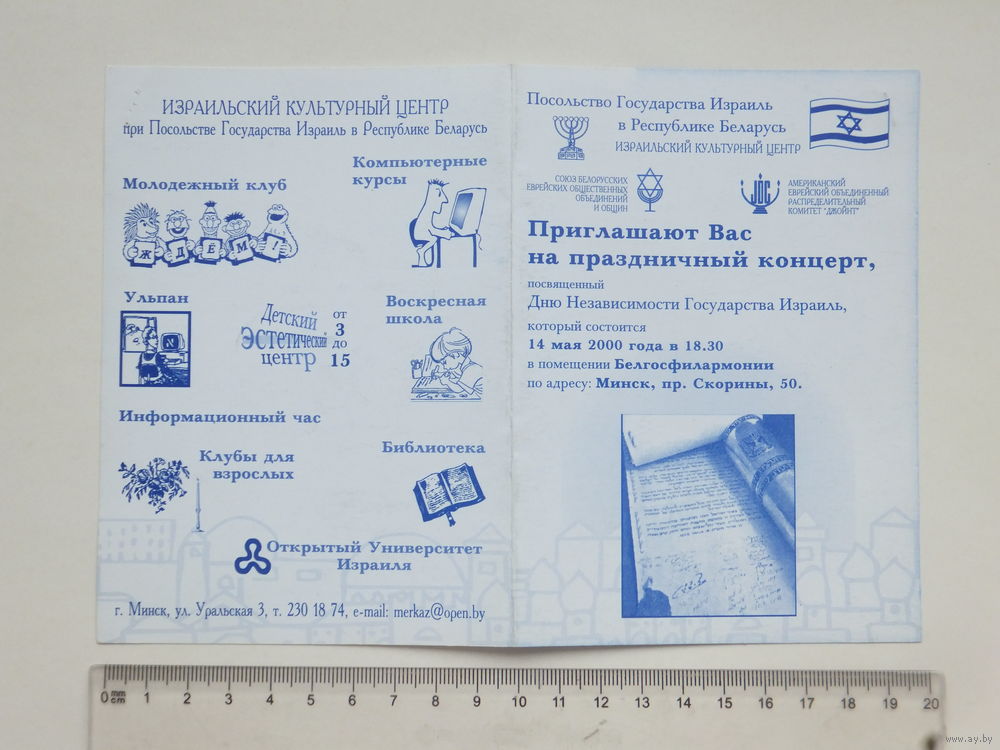 ИЗРАИЛЬСКИЙ КУЛЬТУРНЫЙ ЦЕНТР
при Посольстве Государства Израиль в Республике Беларусь
Молодежный клуб
Компьютерные
курсы
ЖДЕМ!
Ульпан
Детский
эстетический
центр
от
3
до
15
Воскресная
школа
Информационный час
Клубы для
взрослых
Библиотека
Открытый Университет
Израиля
г. Минск, ул. Уральская 3, т. 230 18 74, e-mail: merkaz@open.by
Посольство Государства Израиль
в Республике Беларусь
ИЗРАИЛЬСКИЙ КУЛЬТУРНЫЙ ЦЕНТР
СОЮЗ БЕЛОРУССКИХ
ЕВРЕЙСКИХ ОБЩЕСТВЕННЫХ
ОБЪЕДИНЕНИЙ
И ОБЩИН
JDC
АМЕРИКАНСКИЙ
ЕВРЕЙСКИЙ ОБЪЕДИНЕННЫЙ
РАСПРЕДЕЛИТЕЛЬНЫЙ
КОМИТЕТ "ДЖОЙНТ"
Приглашают Вас
на праздничный концерт,
посвященный
Дню Независимости Государства Израиль,
который состоится
14 мая 2000 года в 18.30
в помещении Белгосфилармонии
по адресу: Минск, пр. Скорины, 50.
0 mm cm 1 2 3 4 5 6 7 8 9 10 11 12 13 14 15 16 17 18 19 20
www.ay.by